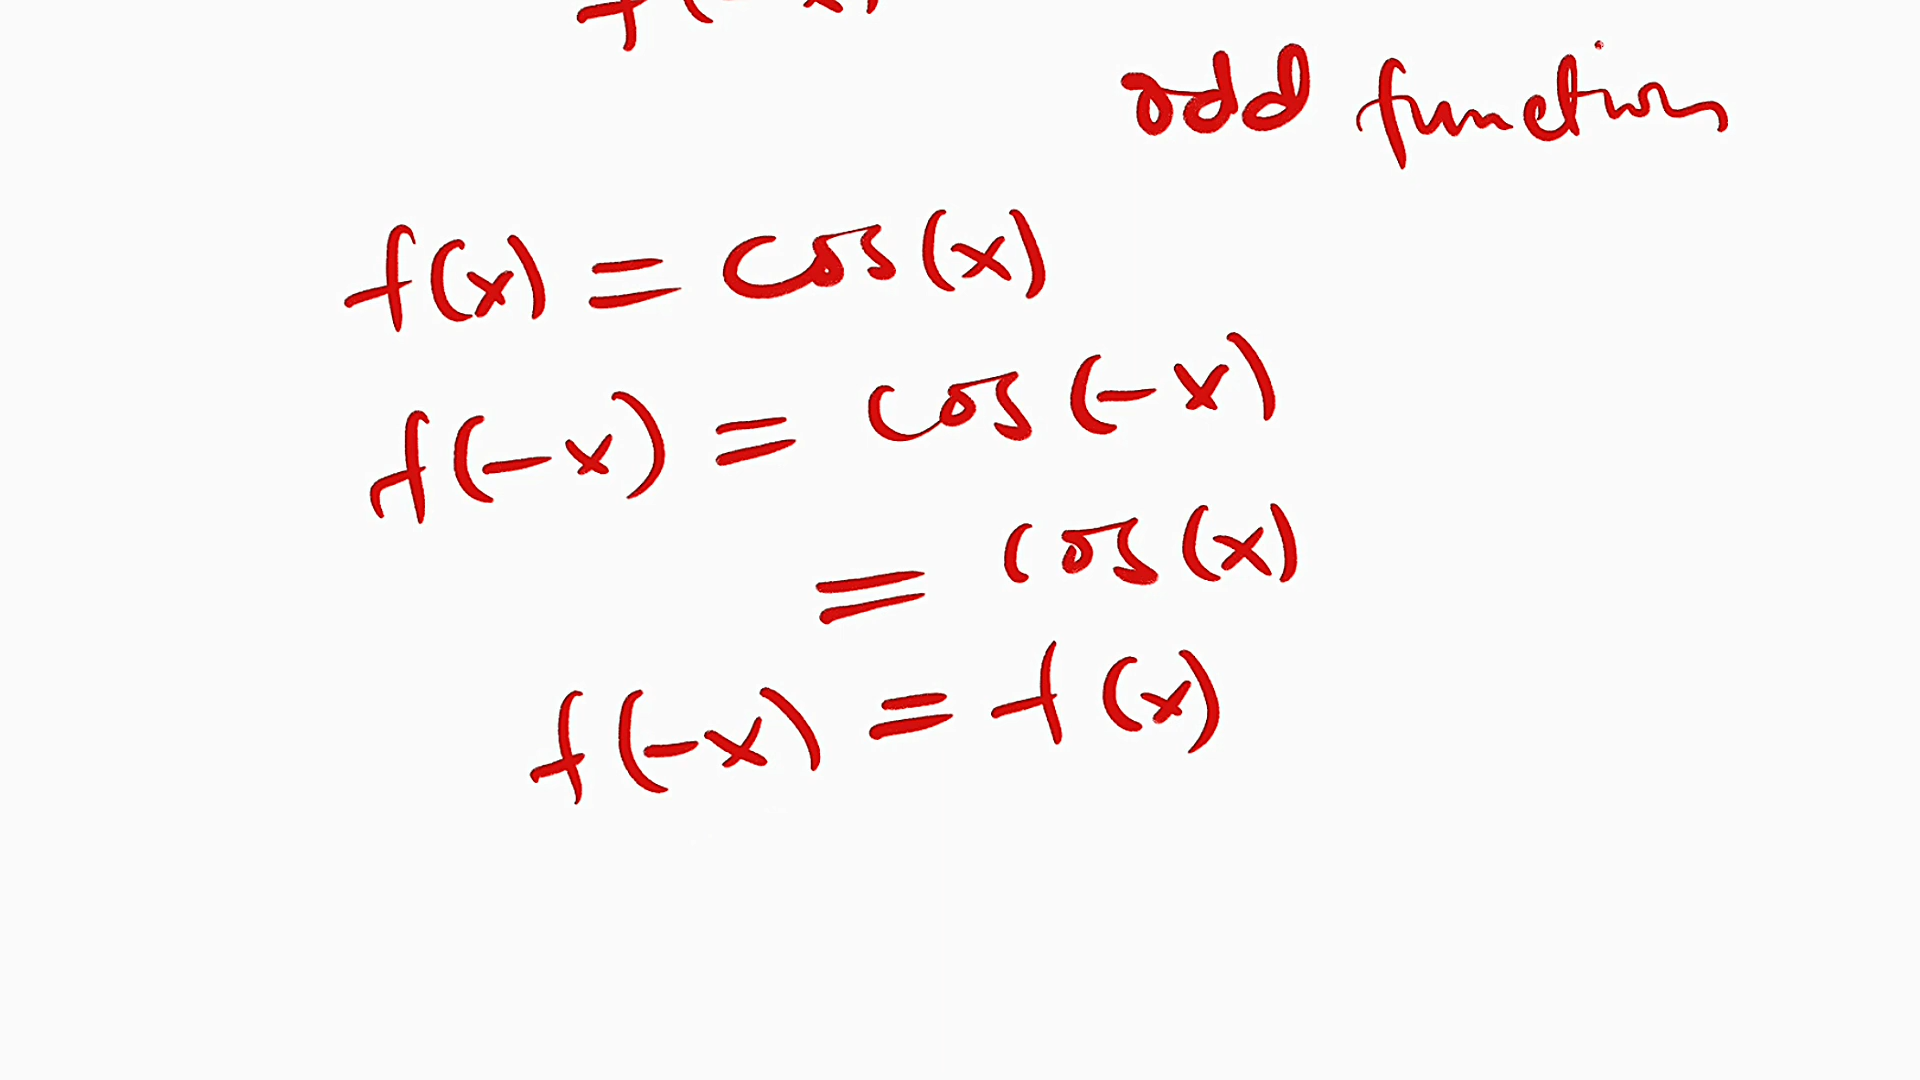 odd function
f(x) = cos(x)
f(-x) = cos(-x)
= cos(x)
f(-x) = f(x)